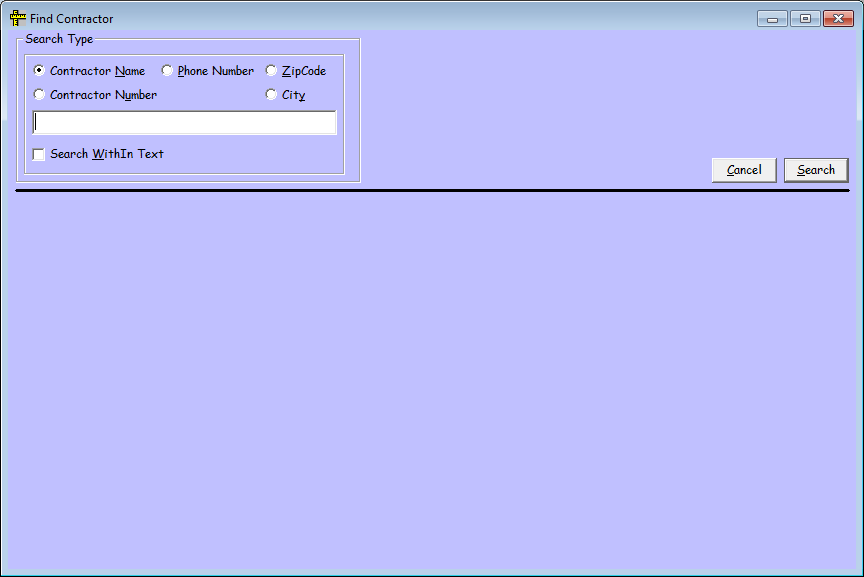 Find Contractor
Search Type
Contractor Name Phone Number ZipCode
Contractor Number City
Search WithIn Text
Cancel Search